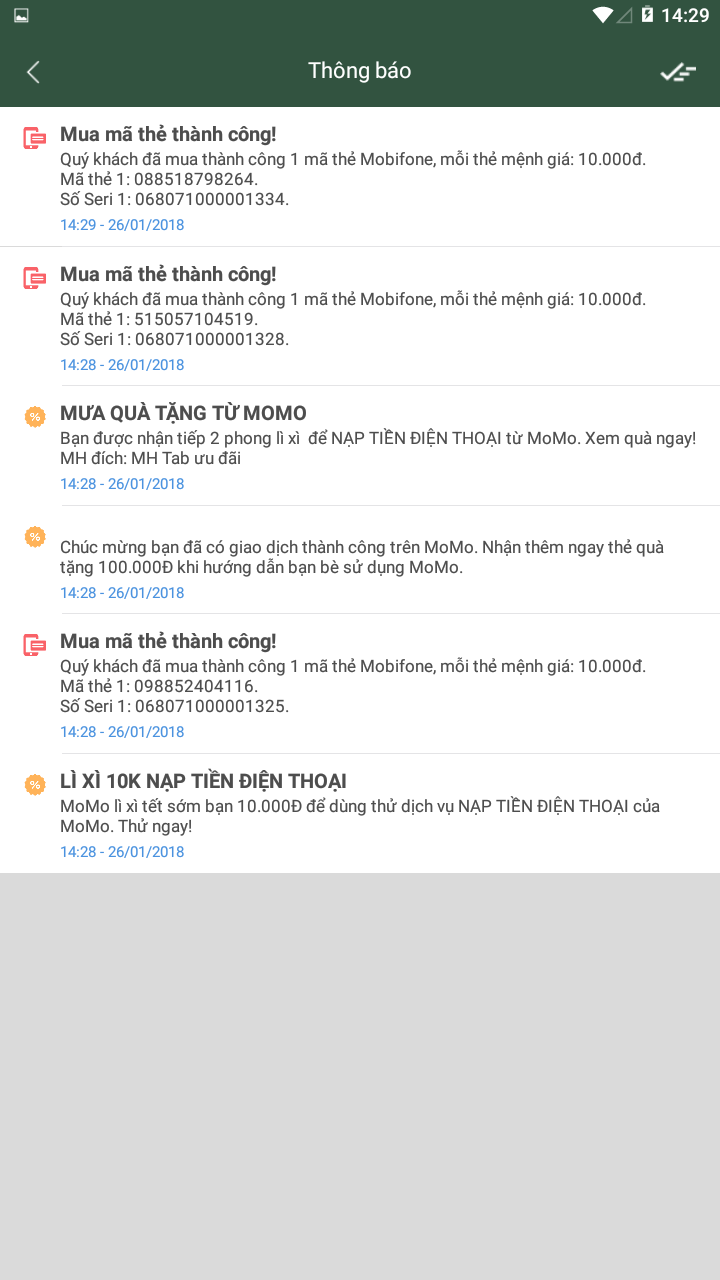 14:29
Thông báo
Mua mã thẻ thành công!
Quý khách đã mua thành công 1 mã thẻ Mobifone, mỗi thẻ mệnh giá: 10.000đ.
Mã thẻ 1: 088518798264.
Số Seri 1: 068071000001334.
14:29 - 26/01/2018
Mua mã thẻ thành công!
Quý khách đã mua thành công 1 mã thẻ Mobifone, mỗi thẻ mệnh giá: 10.000đ.
Mã thẻ 1: 515057104519.
Số Seri 1: 068071000001328.
14:28 - 26/01/2018
%
MƯA QUÀ TẶNG TỪ MOMO
Bạn được nhận tiếp 2 phong lì xì  để NẠP TIỀN ĐIỆN THOẠI từ MoMo. Xem quà ngay!
MH đích: MH Tab ưu đãi
14:28 - 26/01/2018
%
Chúc mừng bạn đã có giao dịch thành công trên MoMo. Nhận thêm ngay thẻ quà
tặng 100.000Đ khi hướng dẫn bạn bè sử dụng MoMo.
14:28 - 26/01/2018
Mua mã thẻ thành công!
Quý khách đã mua thành công 1 mã thẻ Mobifone, mỗi thẻ mệnh giá: 10.000đ.
Mã thẻ 1: 098852404116.
Số Seri 1: 068071000001325.
14:28 - 26/01/2018
%
LÌ XÌ 10K NẠP TIỀN ĐIỆN THOẠI
MoMo lì xì tết sớm bạn 10.000Đ để dùng thử dịch vụ NẠP TIỀN ĐIỆN THOẠI của
MoMo. Thử ngay!
14:28 - 26/01/2018